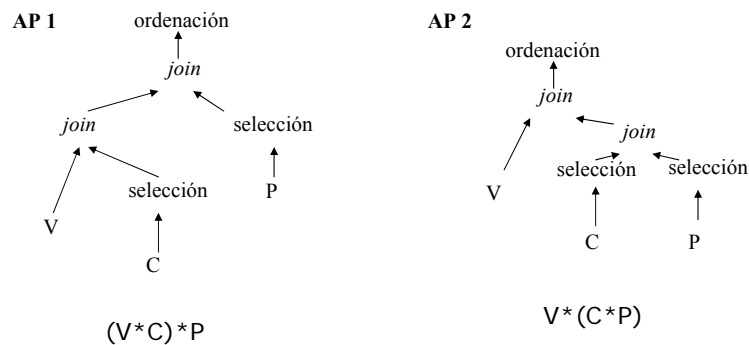 AP 1
ordenación
join
join
selección
selección
P
V
C
(V*C)*P
AP 2
ordenación
join
join
selección
selección
V
C
P
V*(C*P)